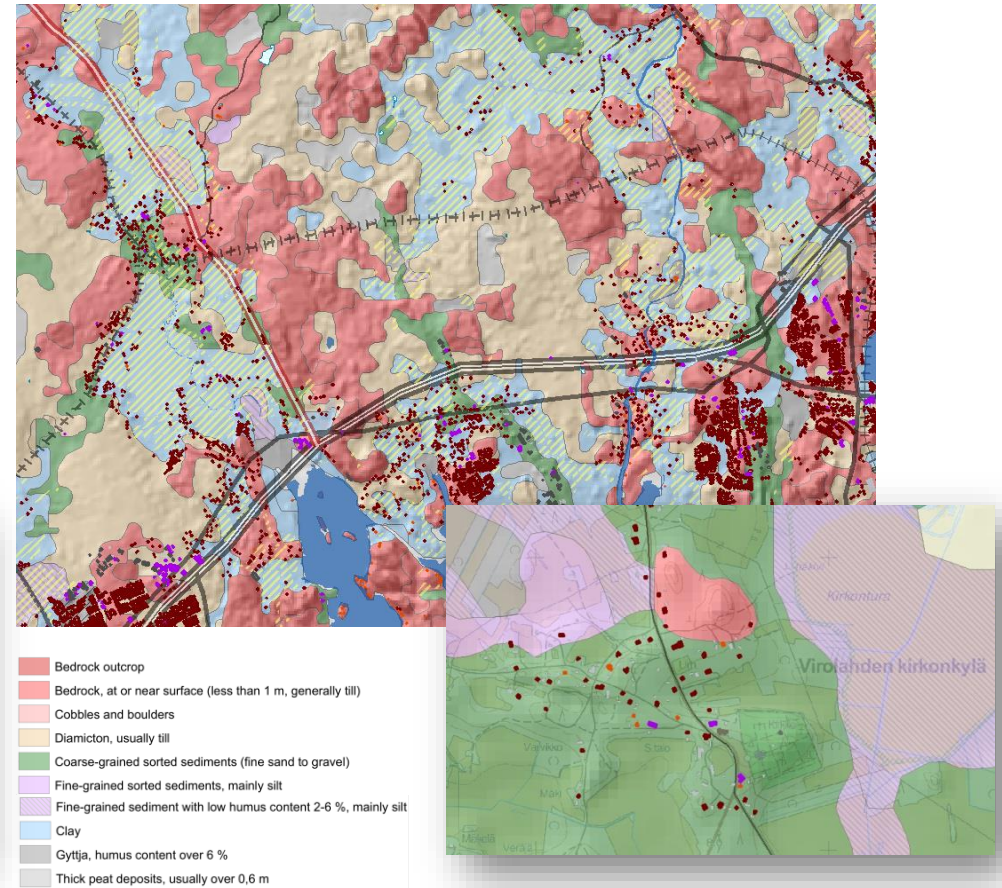 Kirkontura
Virolahden kirkonkylä
Bedrock outcrop
Bedrock, at or near surface (less than 1 m, generally till)
Cobbles and boulders
Diamicton, usually till
Coarse-grained sorted sediments (fine sand to gravel)
Fine-grained sorted sediments, mainly silt
Fine-grained sediment with low humus content 2-6 %, mainly silt
Clay
Gyttja, humus content over 6 %
Thick peat deposits, usually over 0,6 m